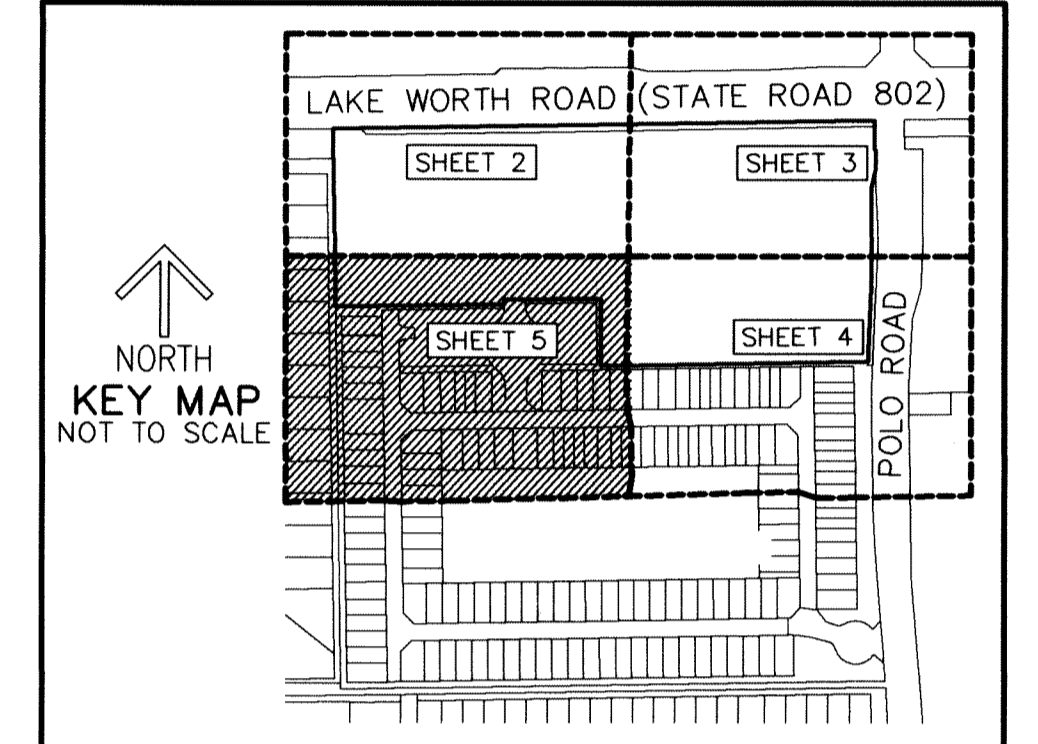 LAKE WORTH ROAD (STATE ROAD 802)
SHEET 2
SHEET 3
SHEET 5
SHEET 4
POLO ROAD
NORTH
KEY MAP
NOT TO SCALE